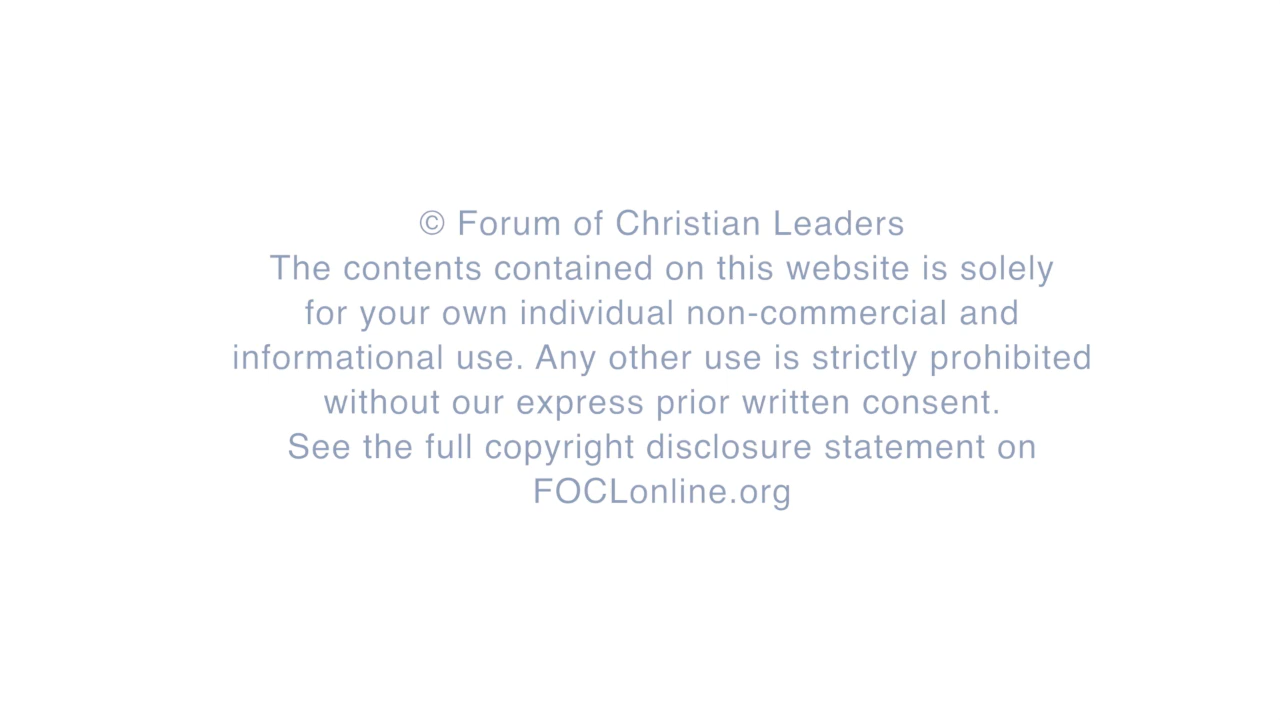 © Forum of Christian Leaders
The contents contained on this website is solely
for your own individual non-commercial and
informational use. Any other use is strictly prohibited
without our express prior written consent.
See the full copyright disclosure statement on
FOCLonline.org